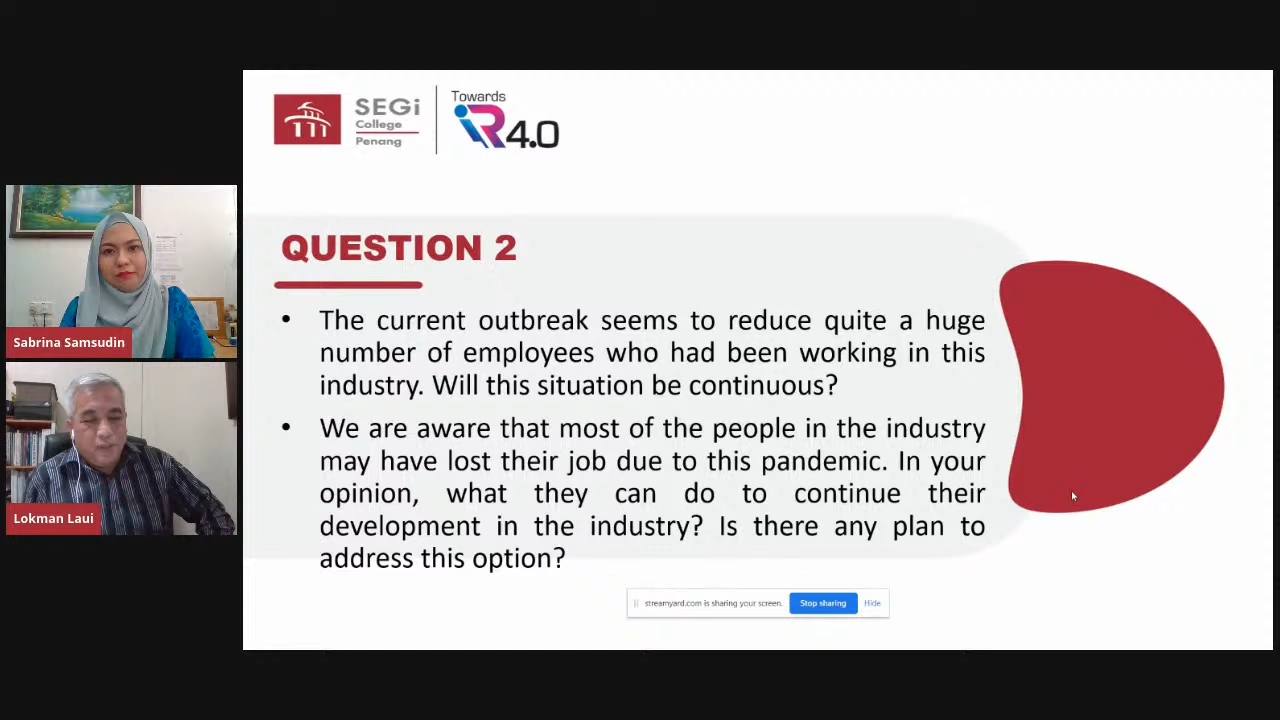 SEGi
College
Penang
Towards
iR4.0
QUESTION 2
• The current outbreak seems to reduce quite a huge
number of employees who had been working in this
industry. Will this situation be continuous?
• We are aware that most of the people in the industry
may have lost their job due to this pandemic. In your
opinion, what they can do to continue their
development in the industry? Is there any plan to
address this option?
Sabrina Samsudin
Lokman Laui
streamyard.com is sharing your screen. Stop sharing Hide